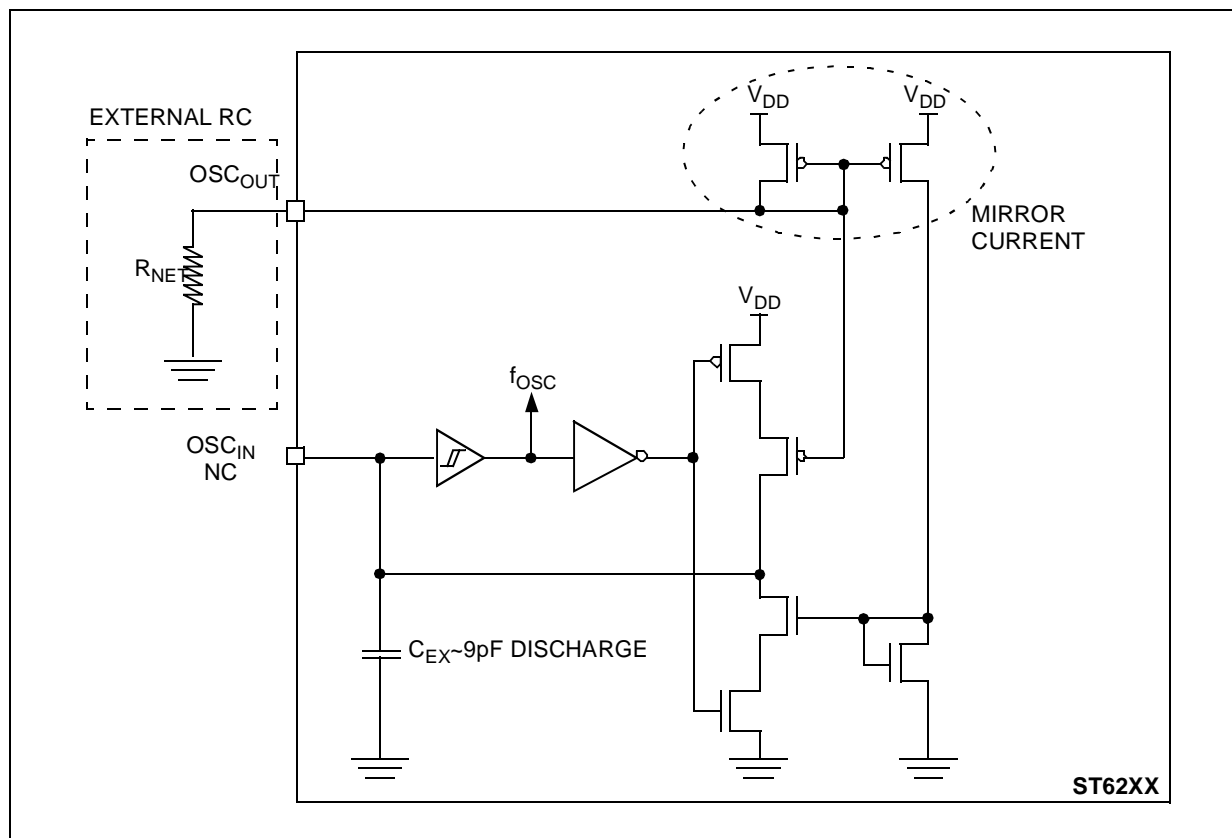 V_DD
V_DD
EXTERNAL RC
OSC_OUT
MIRROR
CURRENT
R_NET
V_DD
f_OSC
OSC_IN
NC
C_EX~9pF DISCHARGE
ST62XX